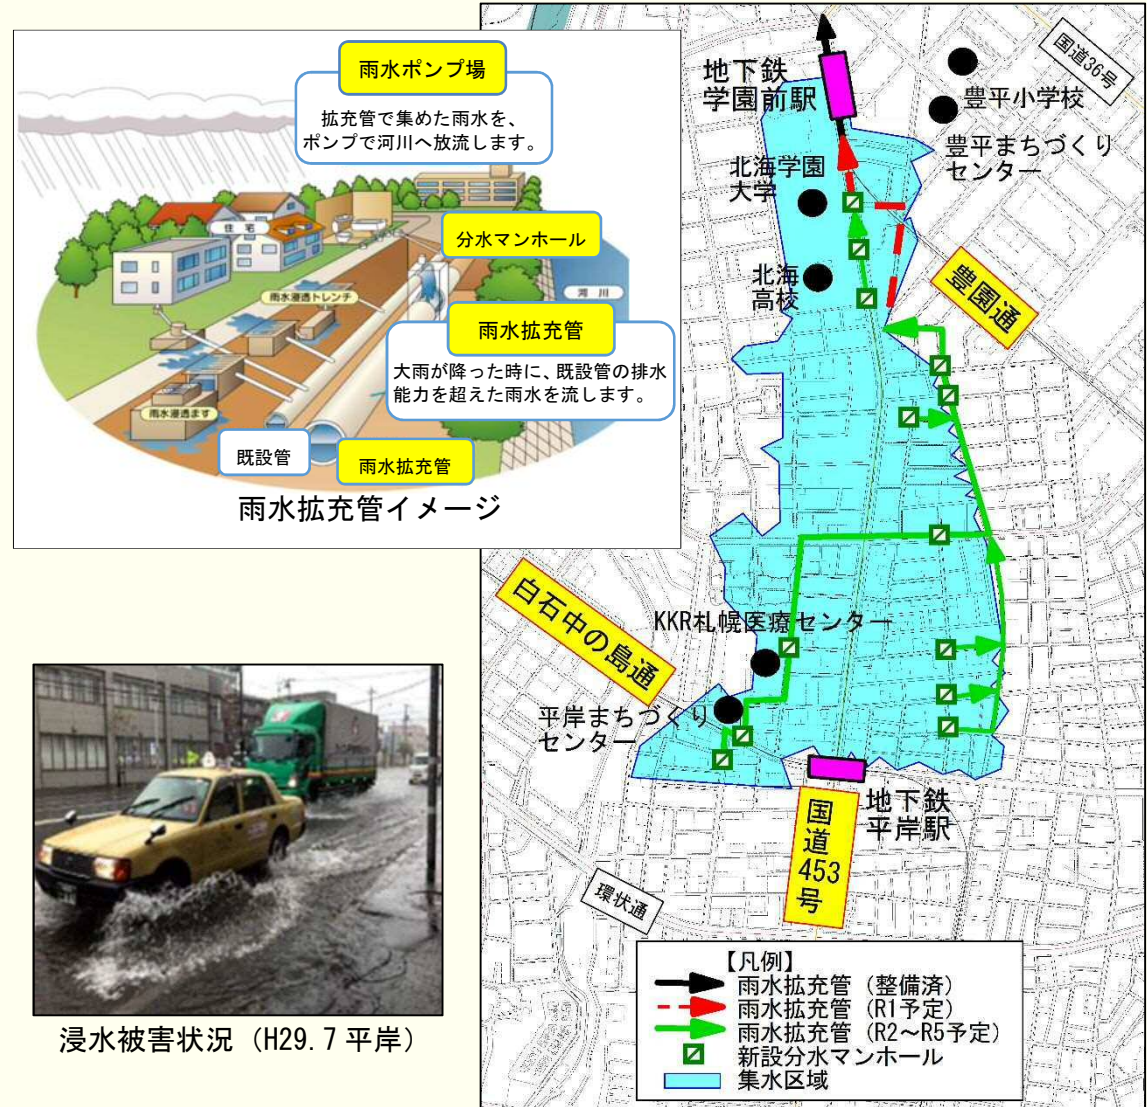 雨水ポンプ場
拡充管で集めた雨水を、
ポンプで河川へ放流します。
分水マンホール
住宅
雨水浸透トレンチ
河川
雨水拡充管
大雨が降った時に、既設管の排水
能力を超えた雨水を流します。
雨水浸透ます
既設管
雨水拡充管
雨水拡充管イメージ
浸水被害状況（H29.7 平岸）
国道36号
地下鉄
学園前駅
豊平小学校
豊平まちづくり
センター
北海学園
大学
北海
高校
豊園通
白石中の島通
KKR札幌医療センター
平岸まちづくり
センター
地下鉄
平岸駅
国道453号
環状通
【凡例】
雨水拡充管（整備済）
雨水拡充管（R1予定）
雨水拡充管（R2～R5予定）
新設分水マンホール
集水区域